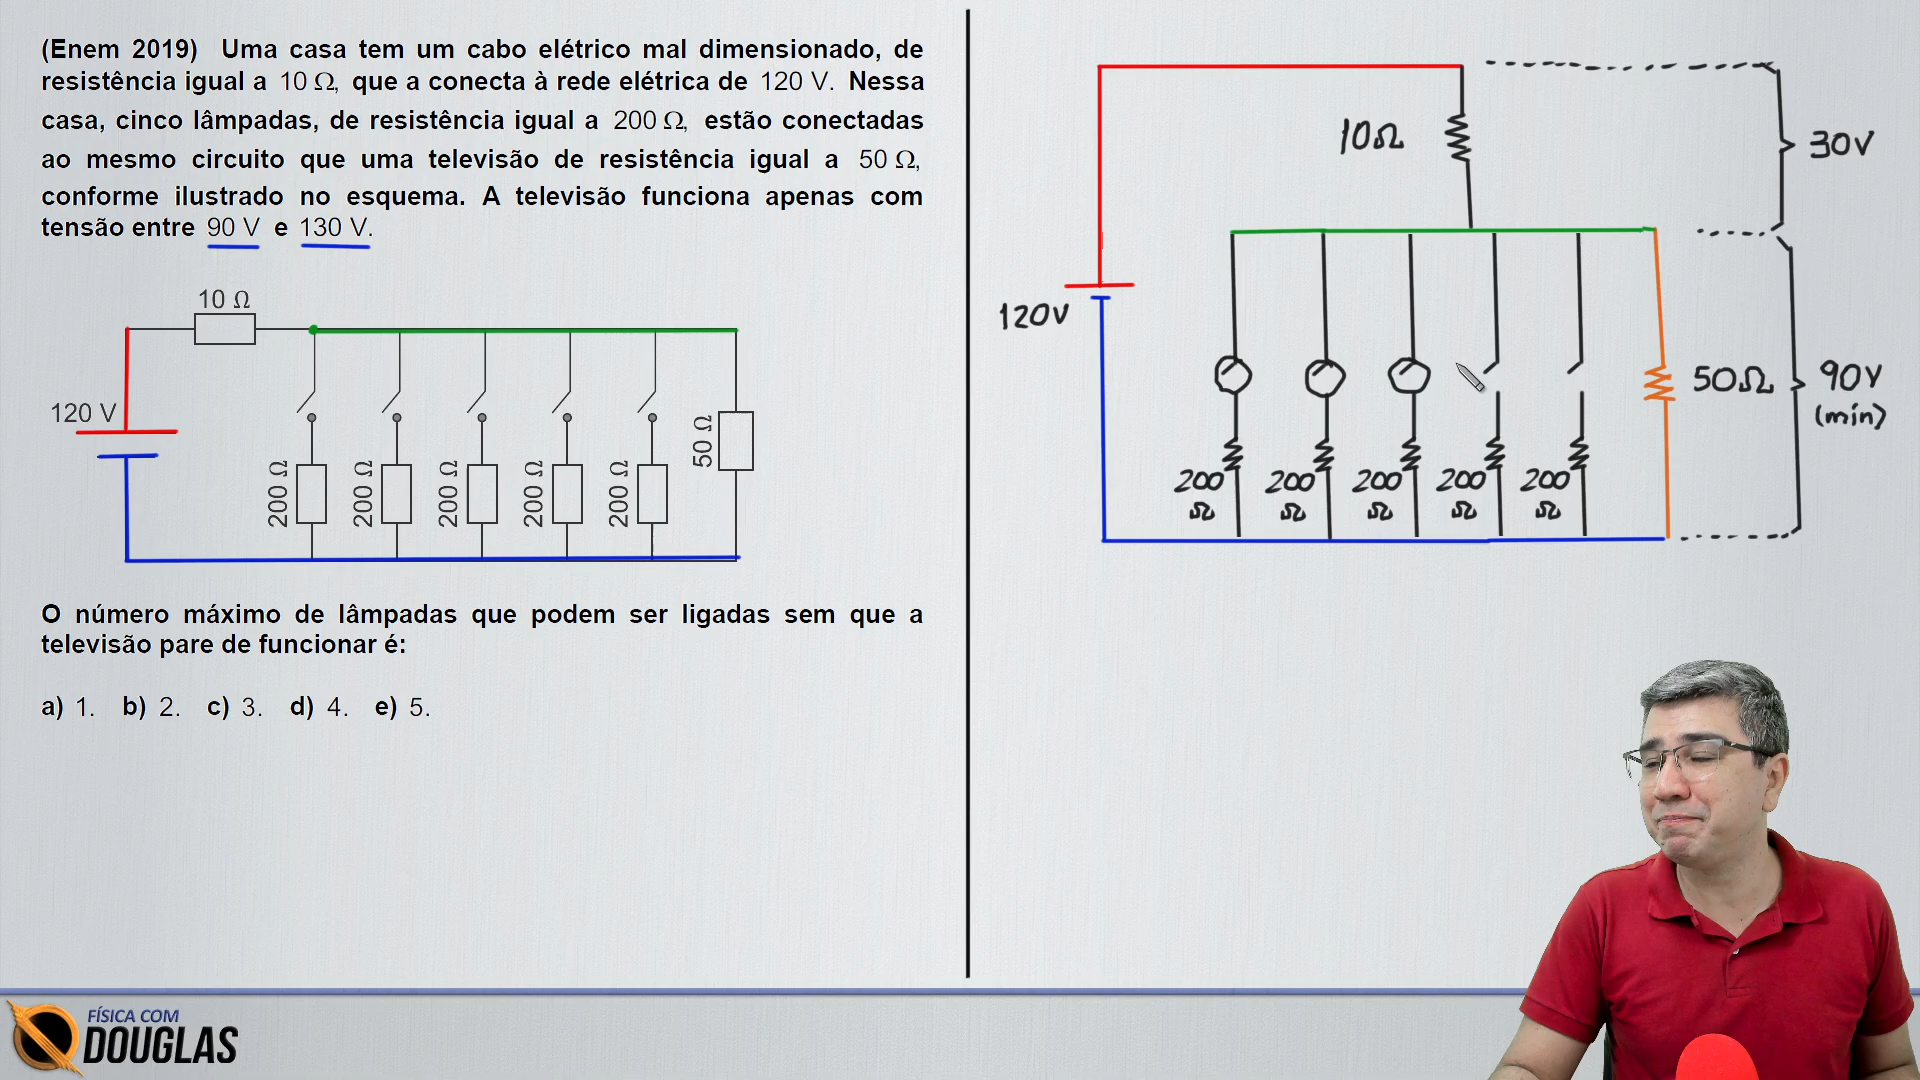 (Enem 2019) Uma casa tem um cabo elétrico mal dimensionado, de
resistência igual a 10 Ω, que a conecta à rede elétrica de 120 V. Nessa
casa, cinco lâmpadas, de resistência igual a 200 Ω, estão conectadas
ao mesmo circuito que uma televisão de resistência igual a 50 Ω,
conforme ilustrado no esquema. A televisão funciona apenas com
tensão entre 90 V e 130 V.
10 Ω
120 V
200 Ω
200 Ω
200 Ω
200 Ω
200 Ω
50 Ω
O número máximo de lâmpadas que podem ser ligadas sem que a
televisão pare de funcionar é:
a) 1. b) 2. c) 3. d) 4. e) 5.
10Ω
30V
120V
50Ω
90V
(mín)
200
Ω
200
Ω
200
Ω
200
Ω
200
Ω
FÍSICA COM
DOUGLAS